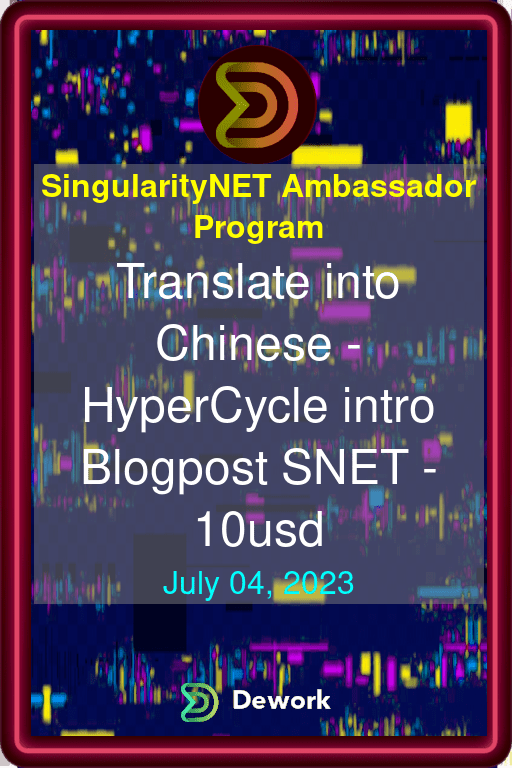 SingularityNET Ambassador
Program
Translate into
Chinese -
HyperCycle intro
Blogpost SNET -
10usd
July 04, 2023
Dework